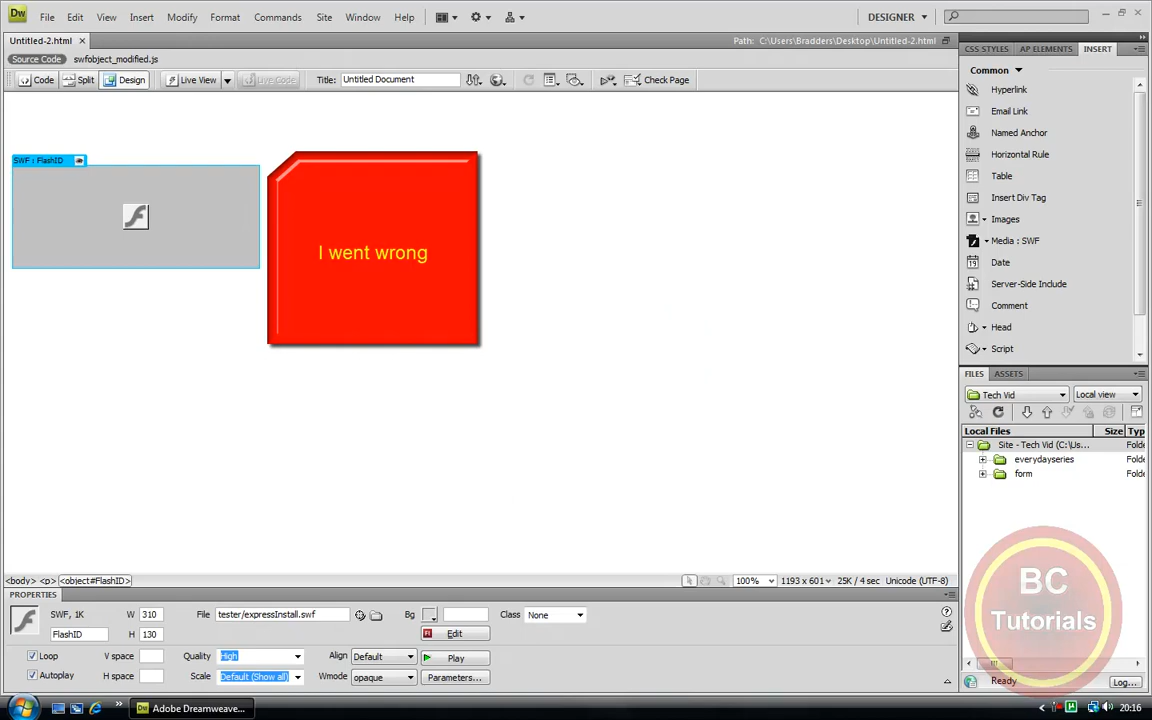 Dw File Edit View Insert Modify Format Commands Site Window Help DESIGNER
Untitled-2.html Path: C:\Users\Bradders\Desktop\Untitled-2.html
Source Code swfobject_modified.js
Code Split Design Live View Live Code Title: Untitled Document Check Page
CSS STYLES AP ELEMENTS INSERT
Common
Hyperlink
Email Link
Named Anchor
Horizontal Rule
Table
Insert Div Tag
Images
Media : SWF
Date
Server-Side Include
Comment
Head
Script
SWF : FlashID
I went wrong
FILES ASSETS
Tech Vid Local view
Local Files Size Typ
Site - Tech Vid (C:\Us... Folde
everydayseries Folde
form Folde
BC
Tutorials
<body> <p> <object#FlashID> 100% 1193 x 601 25K / 4 sec Unicode (UTF-8)
PROPERTIES
SWF, 1K W 310 File tester/expressInstall.swf Bg Class None
FlashID H 130 Edit
Loop V space Quality High Align Default Play
Autoplay H space Scale Default (Show all) Wmode opaque Parameters...
Ready Log...
Adobe Dreamweave... 20:16